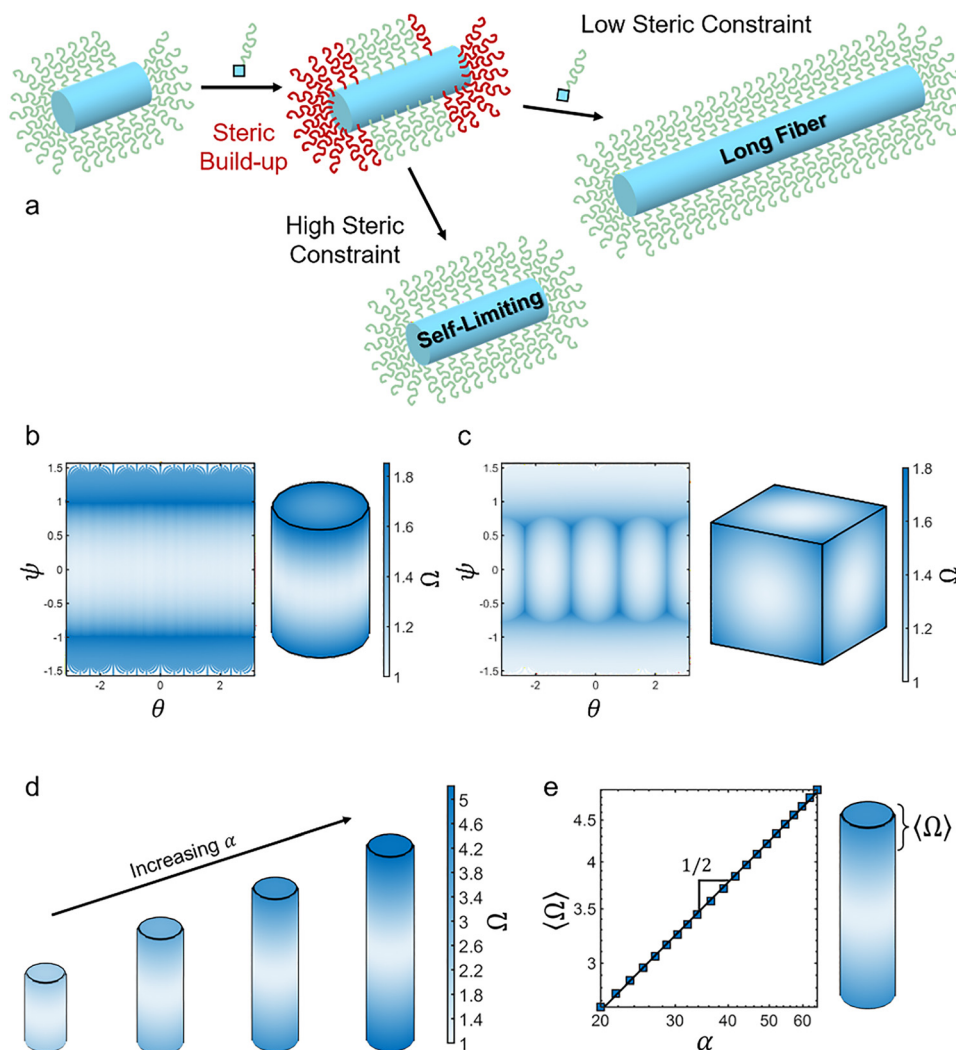 Low Steric Constraint
Steric
Build-up
Long Fiber
a
High Steric
Constraint
Self-Limiting
b
1.5
1
0.5
0
-0.5
-1
-1.5
ψ
-2
0
2
θ
1.8
1.6
1.4
1.2
1
Ω
c
1.5
1
0.5
0
-0.5
-1
-1.5
ψ
-2
0
2
θ
1.8
1.6
1.4
1.2
1
Ω
d
Increasing α
5
4.6
4.2
3.8
3.4
3
2.6
2.2
1.8
1.4
1
Ω
e
4.5
4
3.5
3
⟨Ω⟩
1/2
20
30
40
50
60
α
⟨Ω⟩